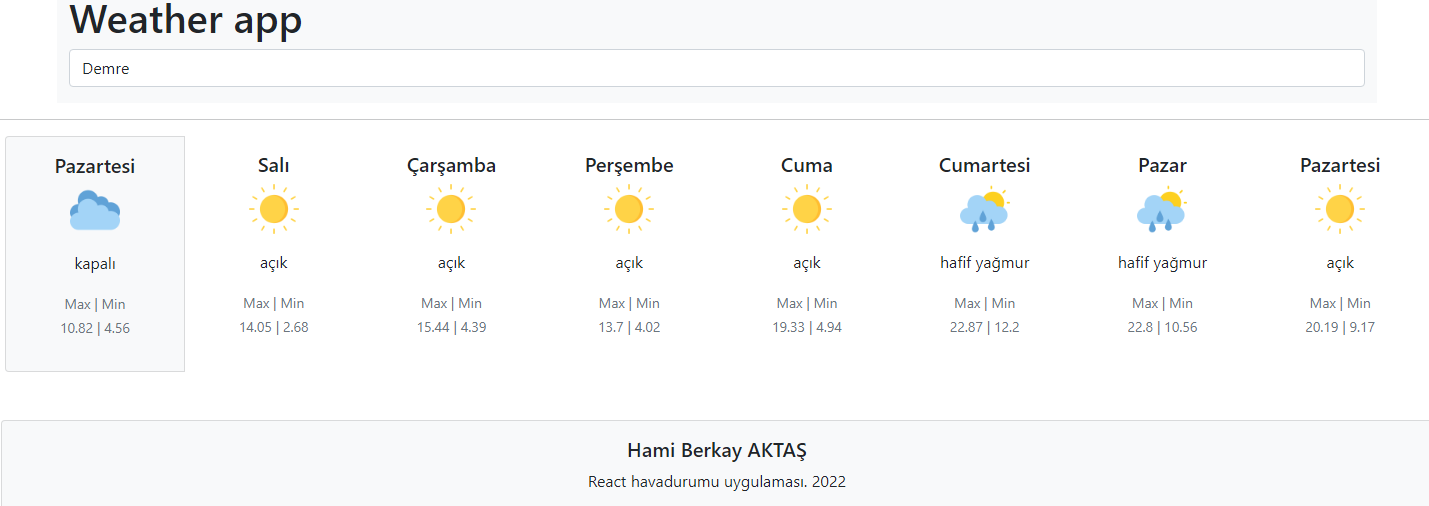 Weather app
Demre
Pazartesi
kapalı
Max | Min
10.82 | 4.56
Salı
açık
Max | Min
14.05 | 2.68
Çarşamba
açık
Max | Min
15.44 | 4.39
Perşembe
açık
Max | Min
13.7 | 4.02
Cuma
açık
Max | Min
19.33 | 4.94
Cumartesi
hafif yağmur
Max | Min
22.87 | 12.2
Pazar
hafif yağmur
Max | Min
22.8 | 10.56
Pazartesi
açık
Max | Min
20.19 | 9.17
Hami Berkay AKTAŞ
React havadurumu uygulaması. 2022